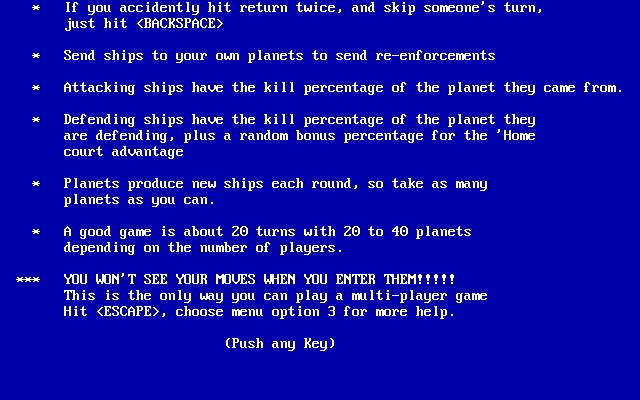 * If you accidently hit return twice, and skip someone's turn,
just hit <BACKSPACE>
* Send ships to your own planets to send re-enforcements
* Attacking ships have the kill percentage of the planet they came from.
* Defending ships have the kill percentage of the planet they
are defending, plus a random bonus percentage for the 'Home
court advantage
* Planets produce new ships each round, so take as many
planets as you can.
* A good game is about 20 turns with 20 to 40 planets
depending on the number of players.
*** YOU WON'T SEE YOUR MOVES WHEN YOU ENTER THEM!!!!!
This is the only way you can play a multi-player game
Hit <ESCAPE>, choose menu option 3 for more help.
(Push any Key)